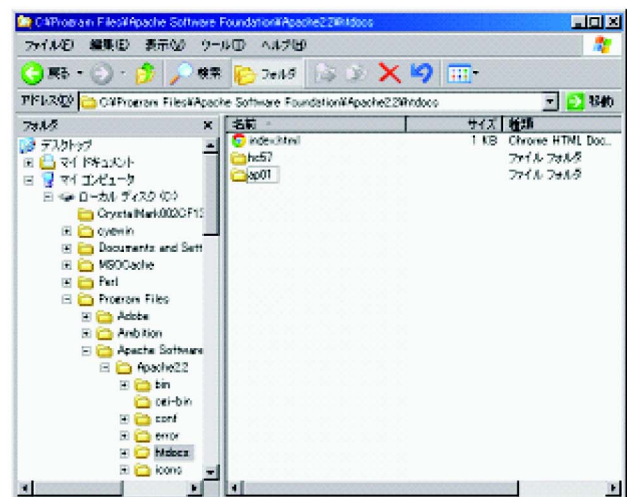 C:¥Program Files¥Apache Software Foundation¥Apache2.2¥htdocs
ファイル(F) 編集(E) 表示(V) ツール(T) ヘルプ(H)
戻る 検索 フォルダ
アドレス(D) C:¥Program Files¥Apache Software Foundation¥Apache2.2¥htdocs 移動
フォルダ × 名前 サイズ 種類
デスクトップ
マイ ドキュメント
マイ コンピュータ
ローカル ディスク (C:)
cygwin
Documents and Sett
MSOCache
Perl
Program Files
Adobe
Ambition
Apache Software
Apache2.2
bin
cgi-bin
conf
error
htdocs
icons
index.html 1 KB Chrome HTML Doc...
hc57 ファイル フォルダ
jap01 ファイル フォルダ